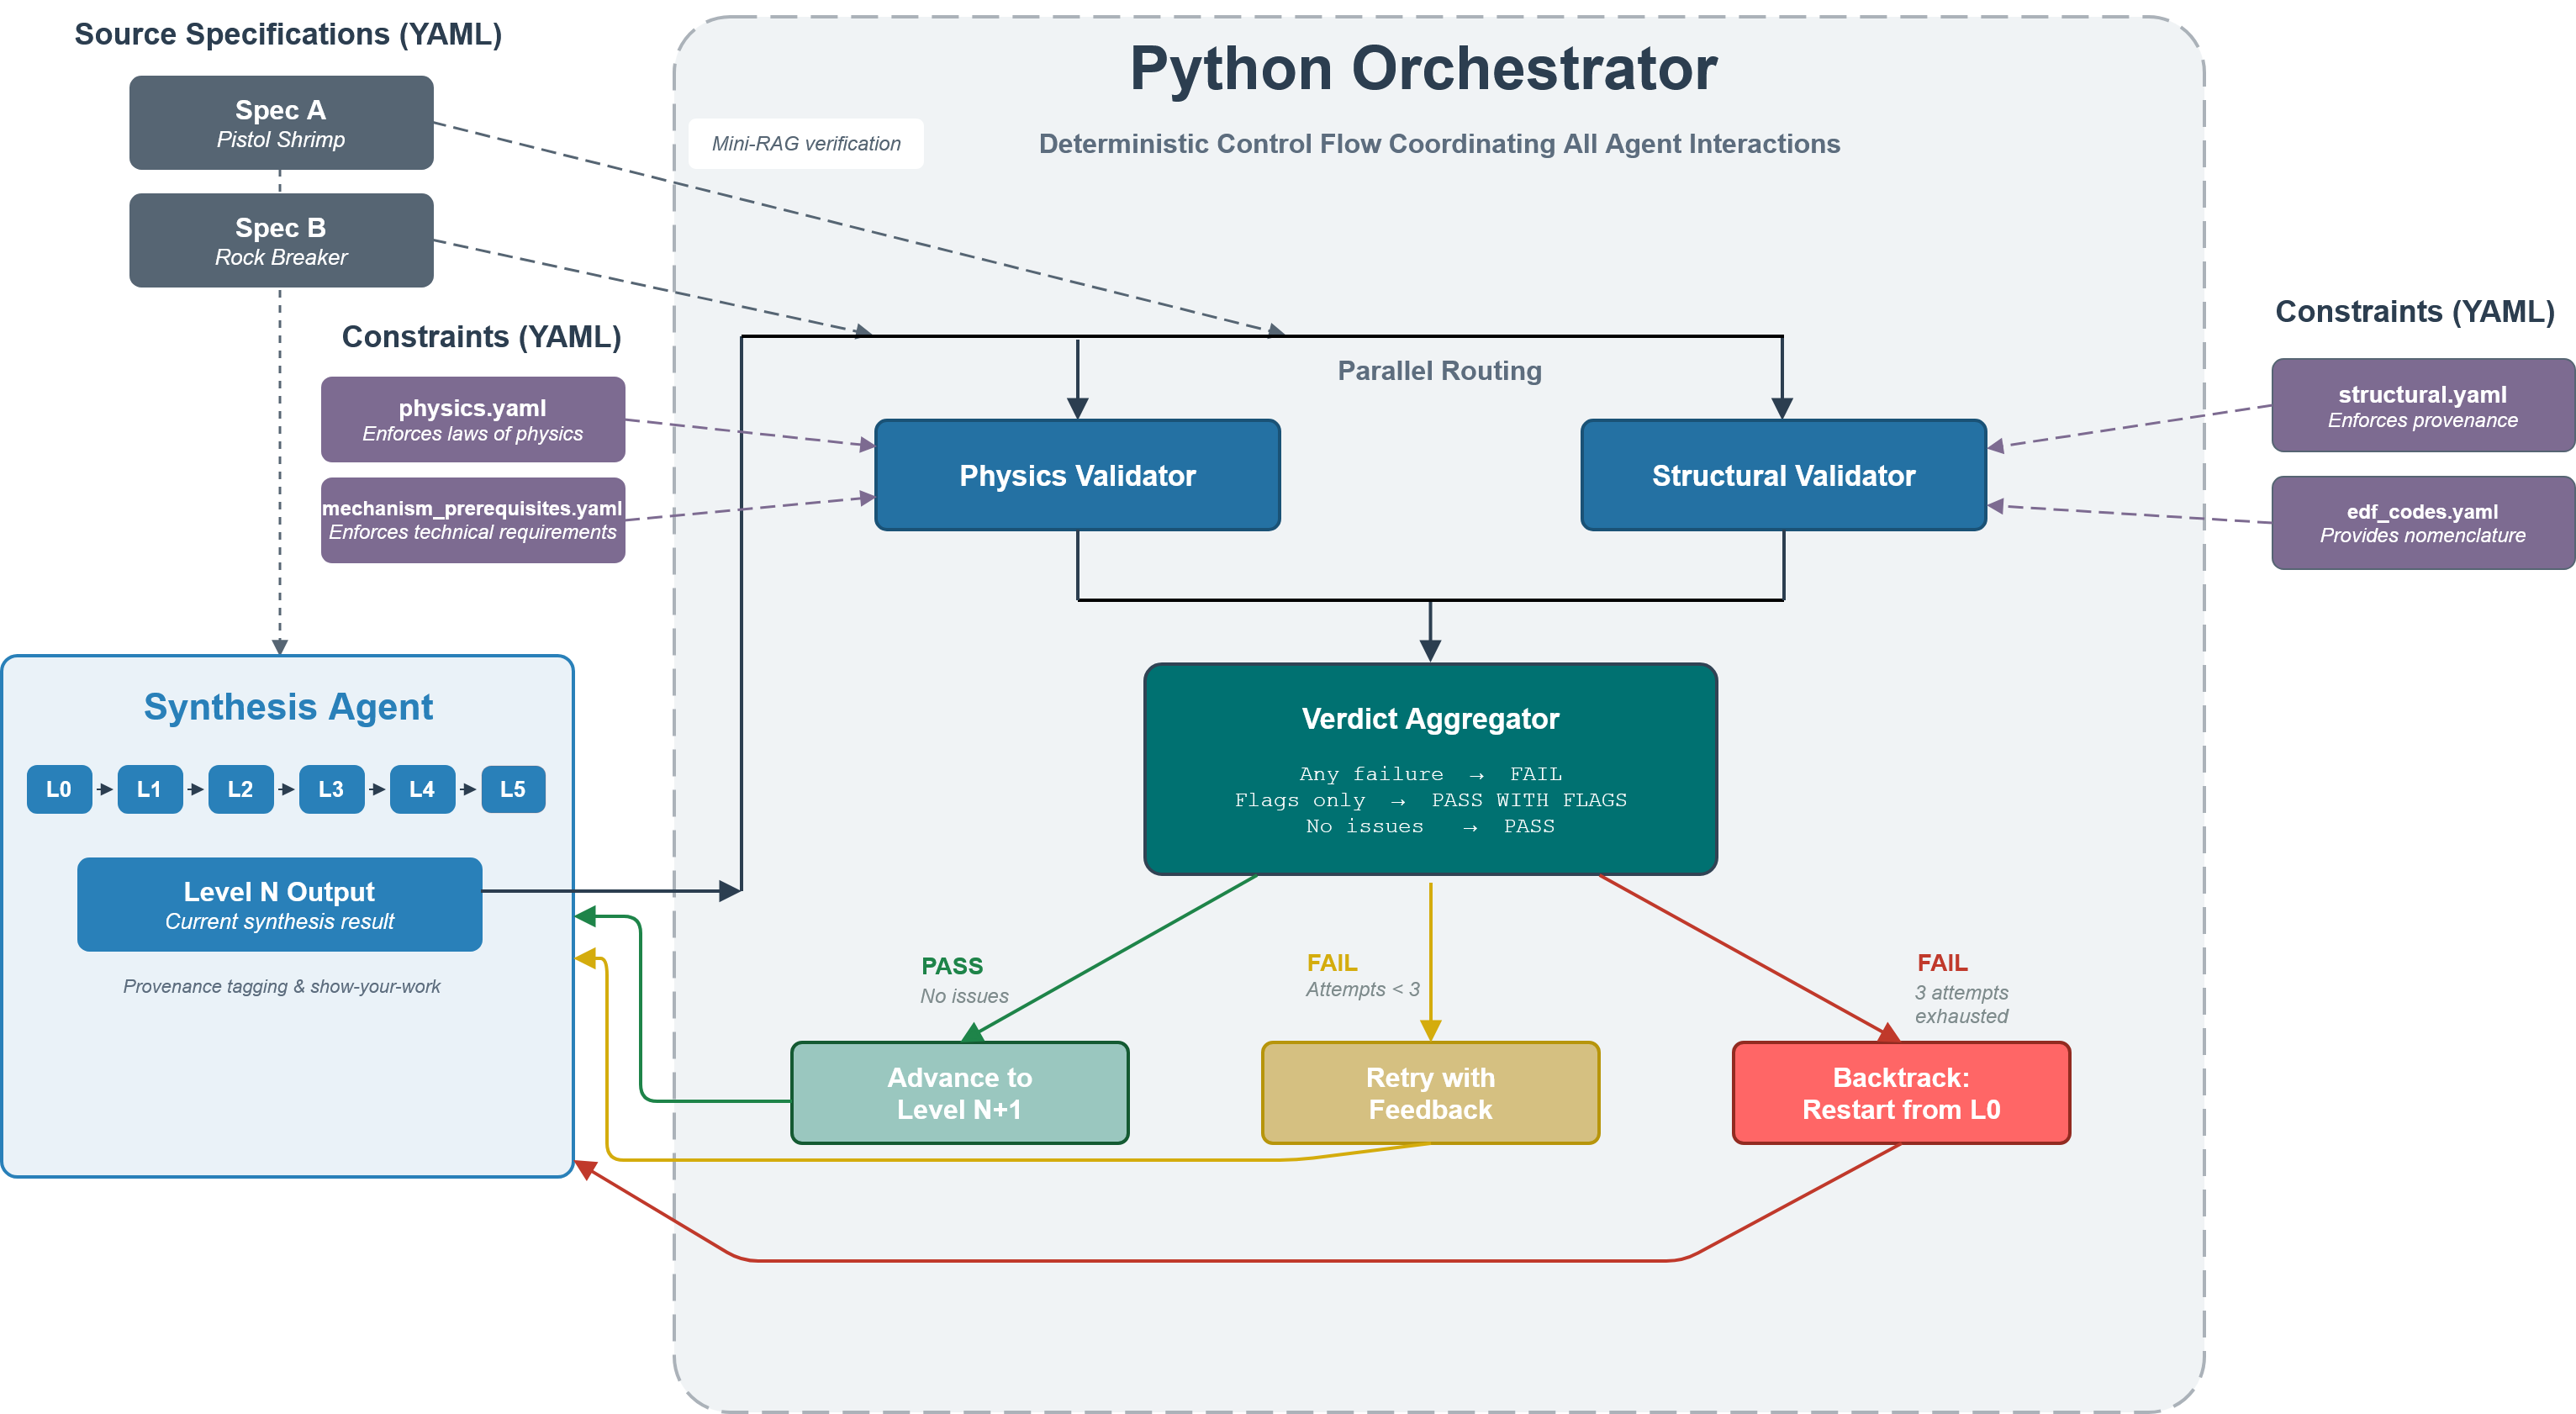 Source Specifications (YAML)
Spec A
Pistol Shrimp
Spec B
Rock Breaker
Python Orchestrator
Deterministic Control Flow Coordinating All Agent Interactions
Mini-RAG verification
Constraints (YAML)
physics.yaml
Enforces laws of physics
mechanism_prerequisites.yaml
Enforces technical requirements
Parallel Routing
Physics Validator
Structural Validator
Constraints (YAML)
structural.yaml
Enforces provenance
edf_codes.yaml
Provides nomenclature
Synthesis Agent
L0 L1 L2 L3 L4 L5
Level N Output
Current synthesis result
Provenance tagging & show-your-work
Verdict Aggregator
Any failure → FAIL
Flags only → PASS WITH FLAGS
No issues → PASS
PASS
No issues
FAIL
Attempts < 3
FAIL
3 attempts
exhausted
Advance to
Level N+1
Retry with
Feedback
Backtrack:
Restart from L0